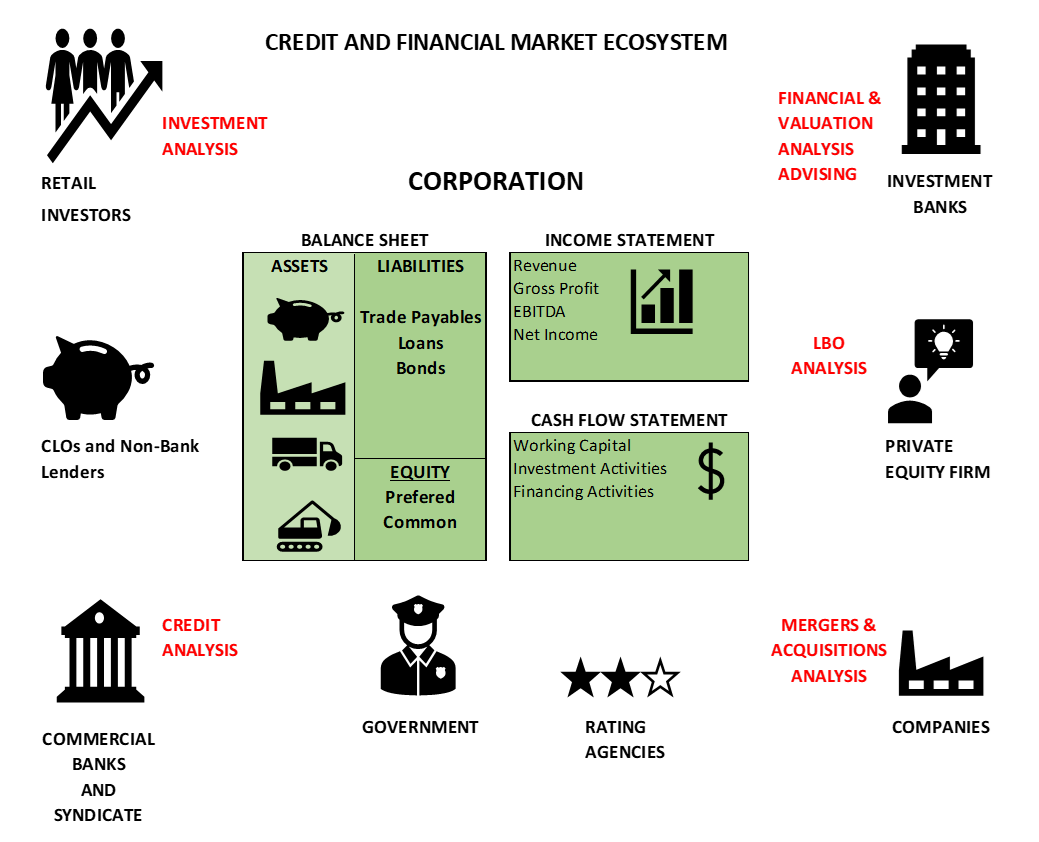 CREDIT AND FINANCIAL MARKET ECOSYSTEM
INVESTMENT
ANALYSIS
RETAIL
INVESTORS
FINANCIAL &
VALUATION
ANALYSIS
ADVISING
INVESTMENT
BANKS
CORPORATION
BALANCE SHEET
ASSETS
LIABILITIES
Trade Payables
Loans
Bonds
EQUITY
Prefered
Common
INCOME STATEMENT
Revenue
Gross Profit
EBITDA
Net Income
CASH FLOW STATEMENT
Working Capital
Investment Activities
Financing Activities
$
CLOs and Non-Bank
Lenders
LBO
ANALYSIS
PRIVATE
EQUITY FIRM
CREDIT
ANALYSIS
COMMERCIAL
BANKS
AND
SYNDICATE
GOVERNMENT
RATING
AGENCIES
MERGERS &
ACQUISITIONS
ANALYSIS
COMPANIES